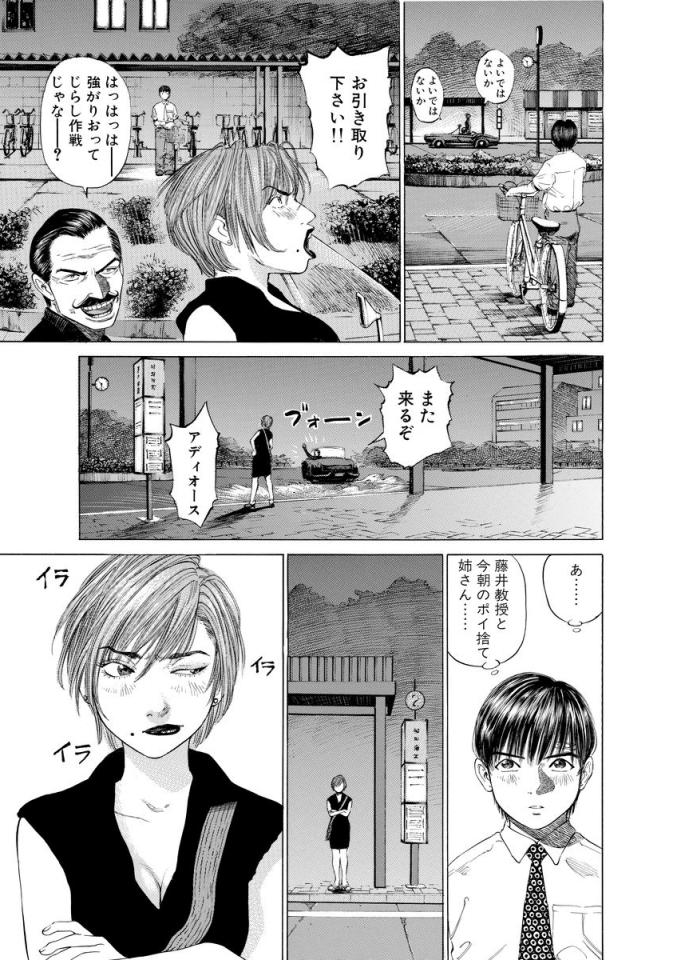 よいでは
ないか
よいでは
ないか
お引き取り
下さい!!
はっはっはー
強がりおって
じらし作戦
じゃなー？
また
来るぞ
ブォーーン
アディオース
あ……
藤井教授と
今朝のポイ捨て
姉さん……
イラ
イラ
イラ